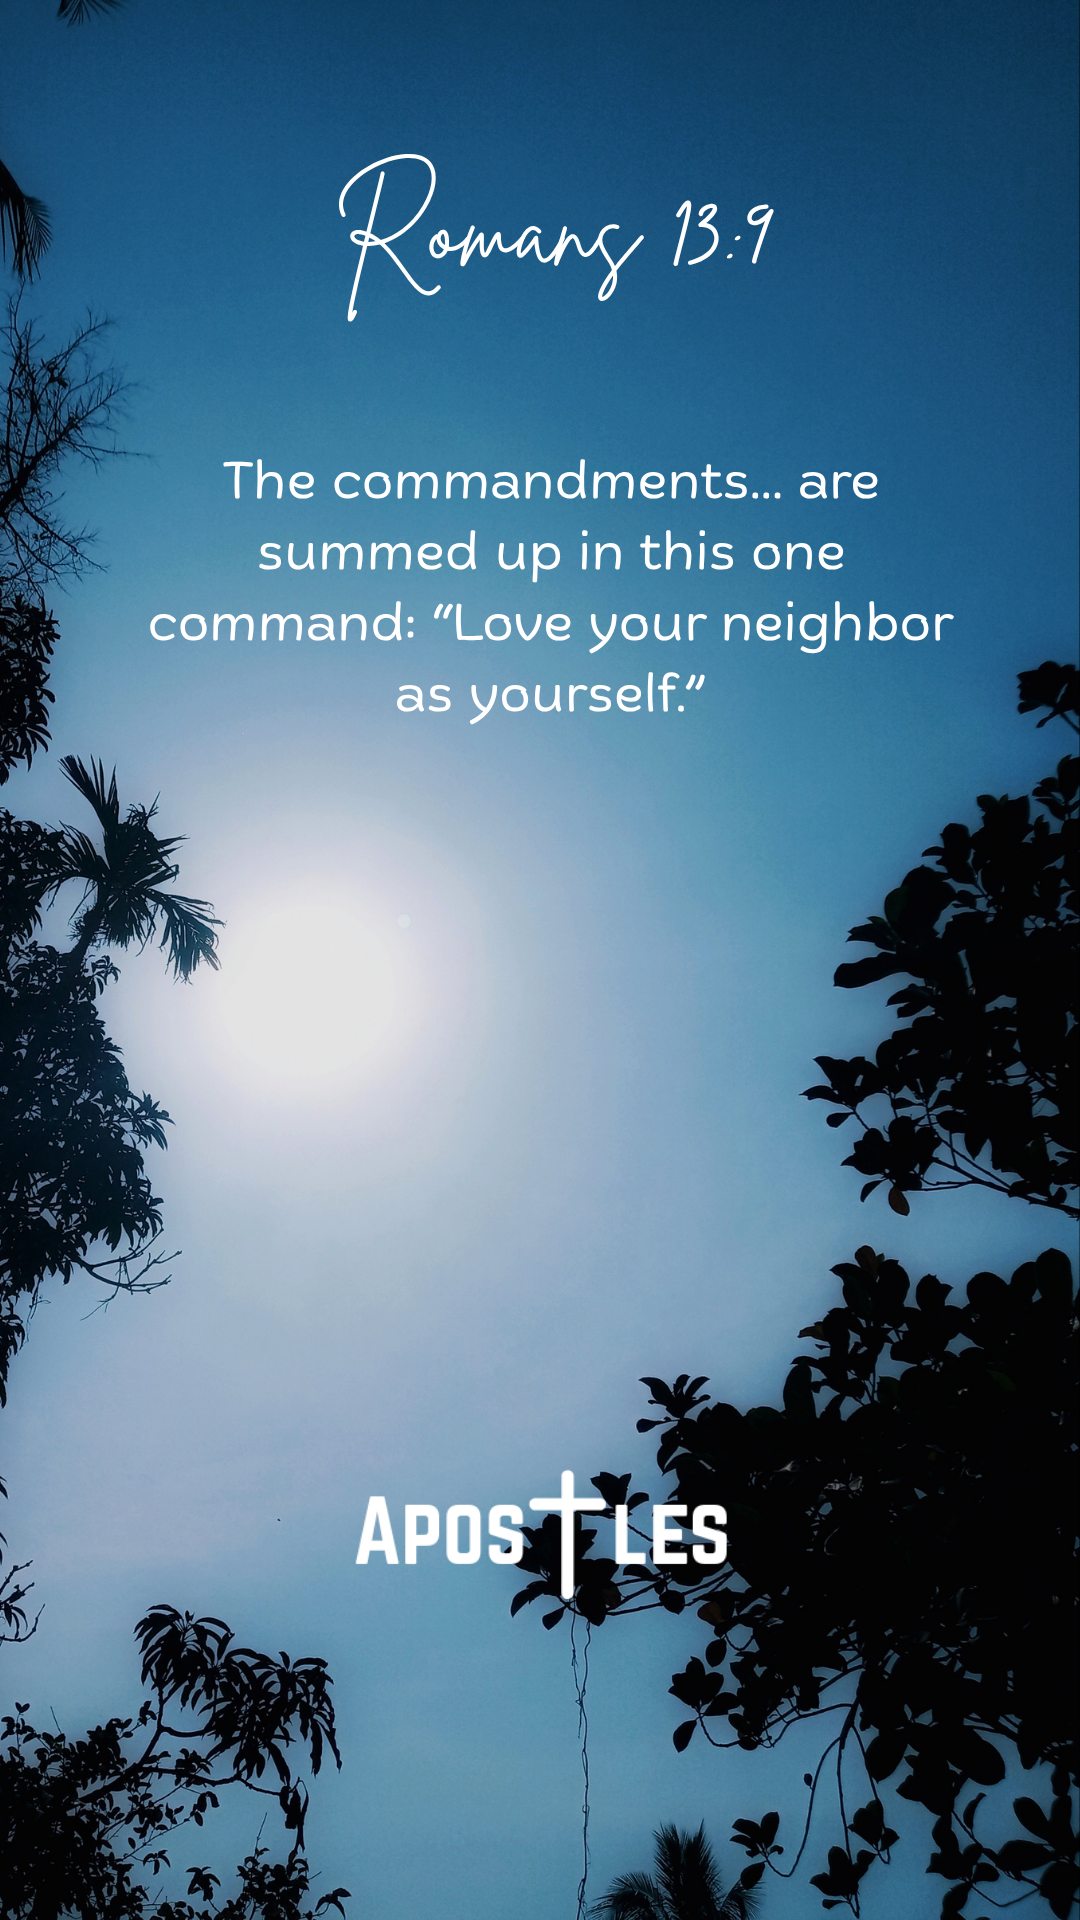 Romans 13:9
The commandments... are
summed up in this one
command: “Love your neighbor
as yourself.”
APOSTLES